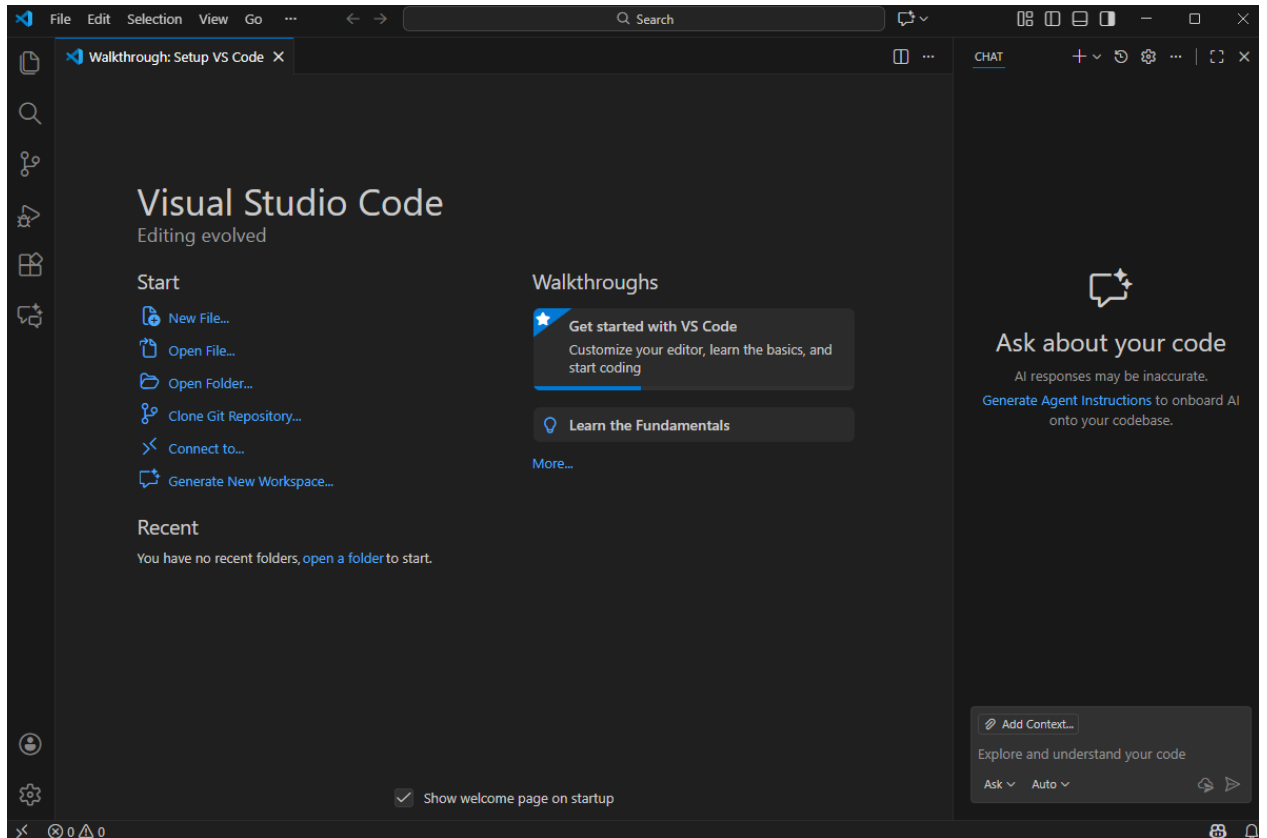 File Edit Selection View Go ···
Search
Walkthrough: Setup VS Code
Visual Studio Code
Editing evolved
Start
New File...
Open File...
Open Folder...
Clone Git Repository...
Connect to...
Generate New Workspace...
Recent
You have no recent folders, open a folder to start.
Walkthroughs
Get started with VS Code
Customize your editor, learn the basics, and
start coding
Learn the Fundamentals
More...
Show welcome page on startup
CHAT
Ask about your code
AI responses may be inaccurate.
Generate Agent Instructions to onboard AI
onto your codebase.
Add Context...
Explore and understand your code
Ask Auto
0 0